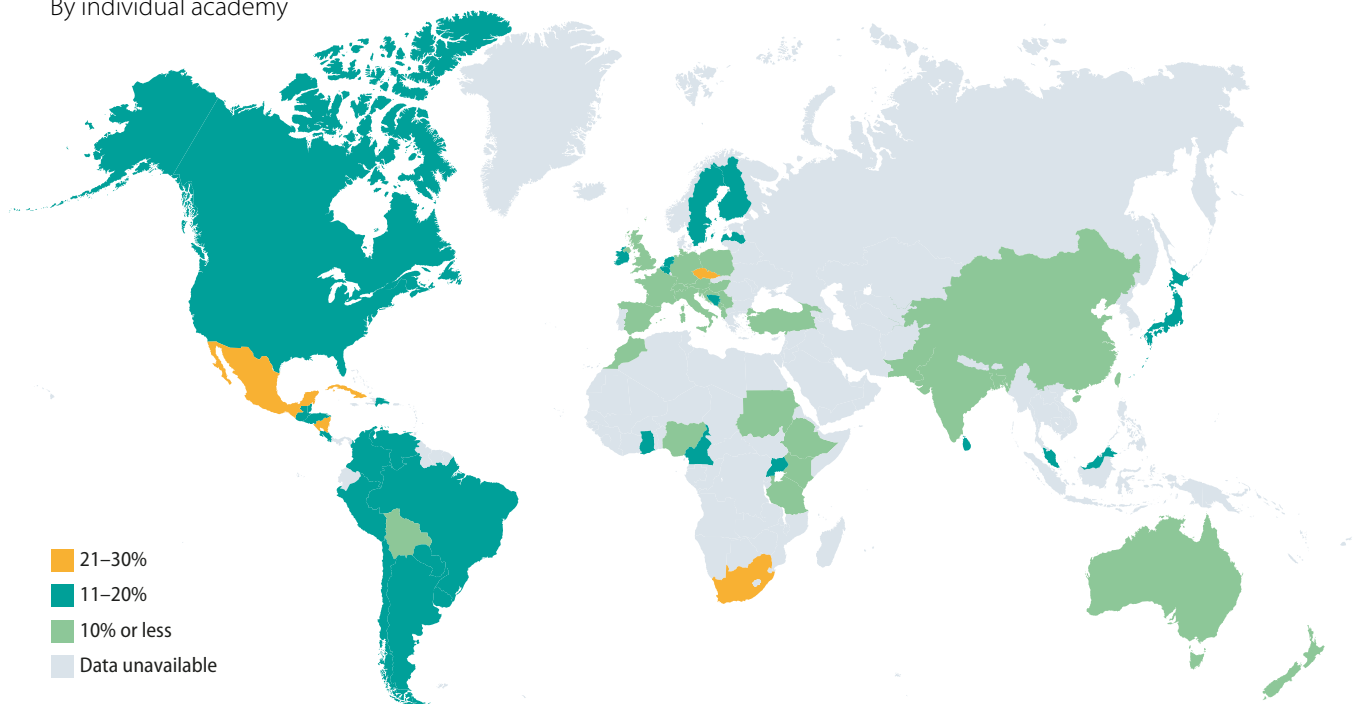 By individual academy
21–30%
11–20%
10% or less
Data unavailable